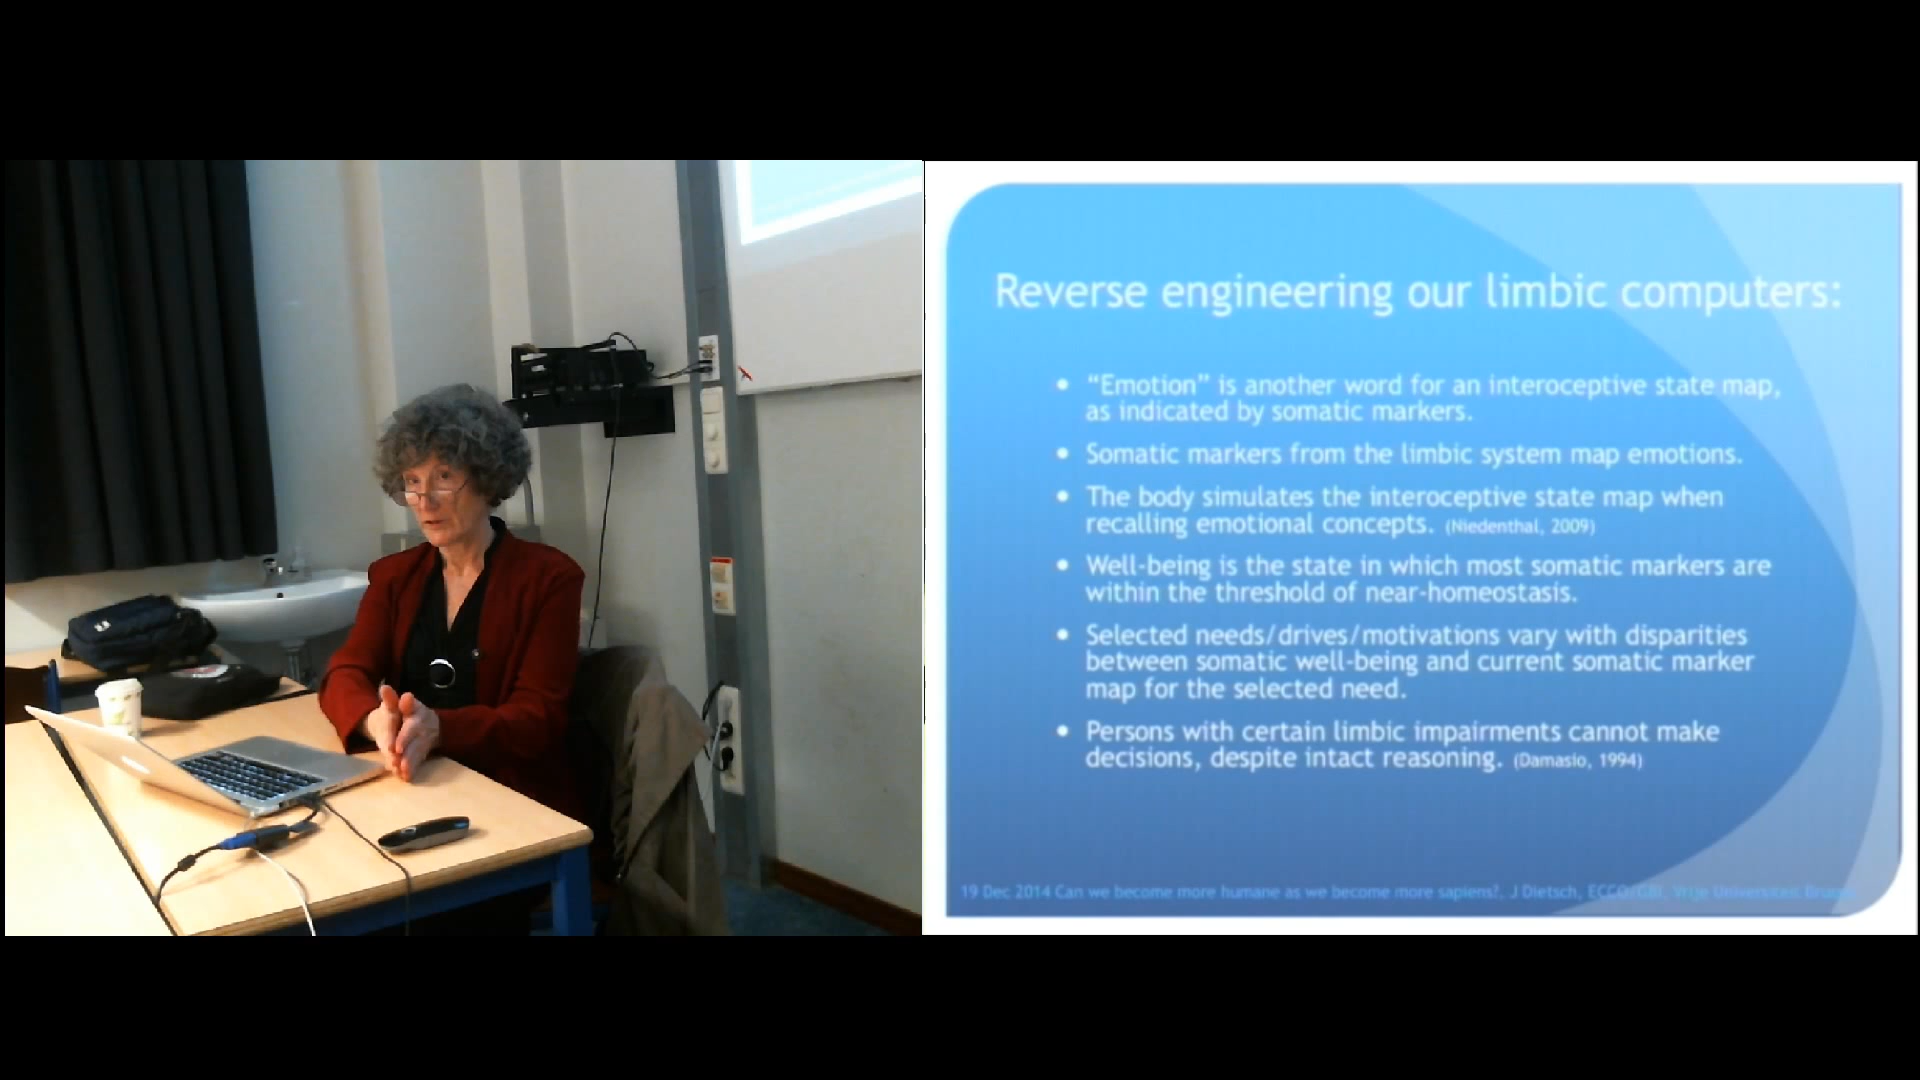 Reverse engineering our limbic computers:
• “Emotion” is another word for an interoceptive state map,
as indicated by somatic markers.
• Somatic markers from the limbic system map emotions.
• The body simulates the interoceptive state map when
recalling emotional concepts. (Niedenthal, 2009)
• Well-being is the state in which most somatic markers are
within the threshold of near-homeostasis.
• Selected needs/drives/motivations vary with disparities
between somatic well-being and current somatic marker
map for the selected need.
• Persons with certain limbic impairments cannot make
decisions, despite intact reasoning. (Damasio, 1994)
19 Dec 2014 Can we become more humane as we become more sapiens?, J Dietsch, ECCO/GBI, Vrije Universiteit